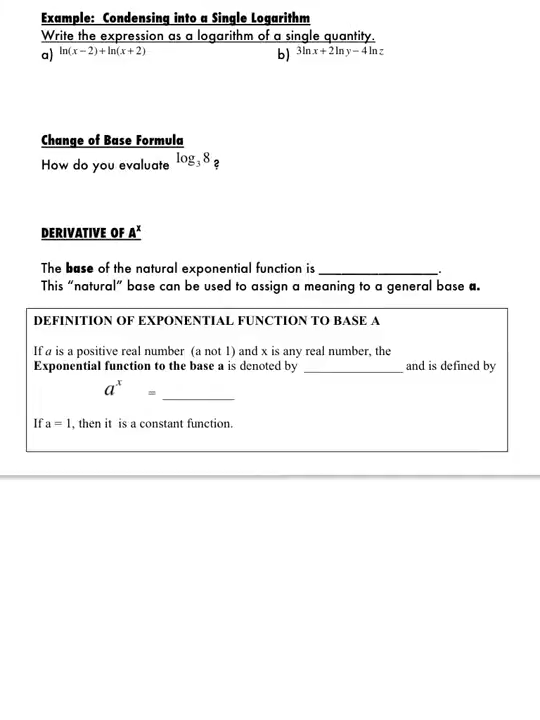 Example: Condensing into a Single Logarithm
Write the expression as a logarithm of a single quantity.
a) ln(x − 2) + ln(x + 2) b) 3ln x + 2ln y − 4ln z
Change of Base Formula
How do you evaluate log₃ 8 ?
DERIVATIVE OF Aˣ
The base of the natural exponential function is ________________.
This “natural” base can be used to assign a meaning to a general base a.
DEFINITION OF EXPONENTIAL FUNCTION TO BASE A
If a is a positive real number (a not 1) and x is any real number, the
Exponential function to the base a is denoted by _______________ and is defined by
aˣ = ___________
If a = 1, then it is a constant function.